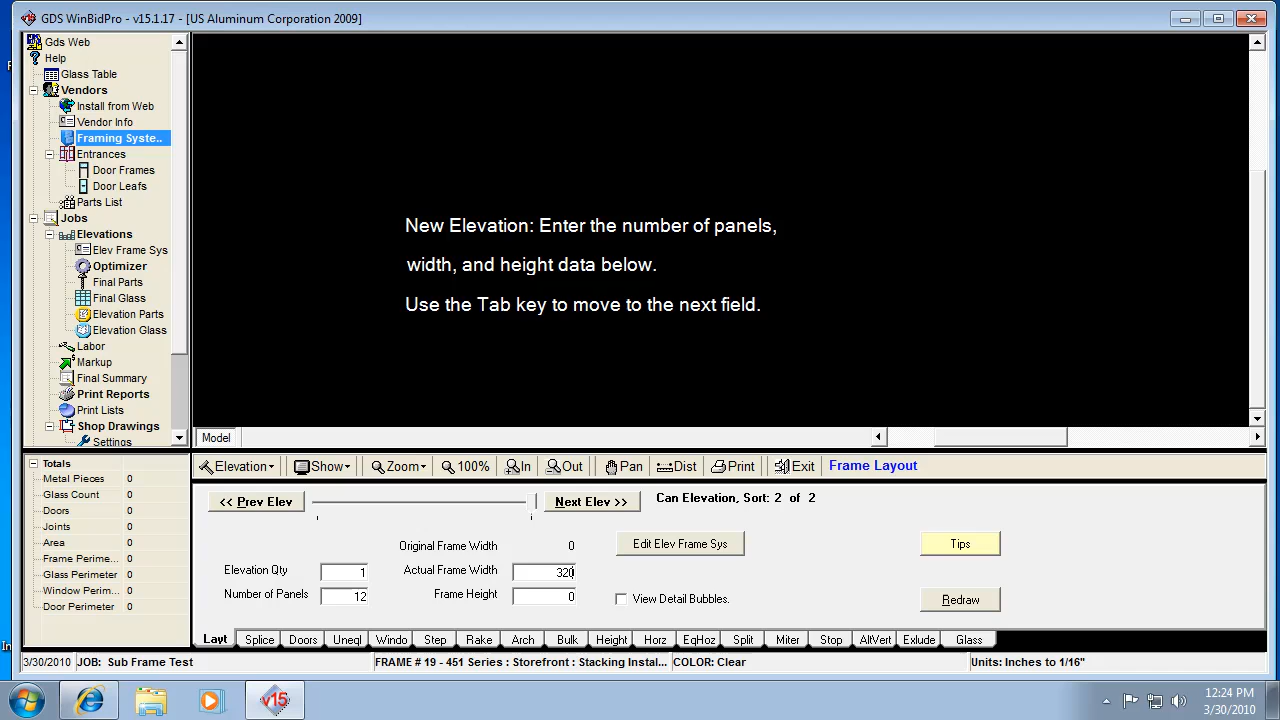 GDS WinBidPro - v15.1.17 - [US Aluminum Corporation 2009]
Gds Web
Help
Glass Table
Vendors
Install from Web
Vendor Info
Framing Syste..
Entrances
Door Frames
Door Leafs
Parts List
Jobs
Elevations
Elev Frame Sys
Optimizer
Final Parts
Final Glass
Elevation Parts
Elevation Glass
Labor
Markup
Final Summary
Print Reports
Print Lists
Shop Drawings
Settings
New Elevation: Enter the number of panels,
width, and height data below.
Use the Tab key to move to the next field.
Model
Elevation Show Zoom 100% In Out Pan Dist Print Exit Frame Layout
Totals
Metal Pieces 0
Glass Count 0
Doors 0
Joints 0
Area 0
Frame Perime... 0
Glass Perimeter 0
Window Perim... 0
Door Perimeter 0
<< Prev Elev Next Elev >> Can Elevation, Sort: 2 of 2
Original Frame Width 0 Edit Elev Frame Sys Tips
Elevation Qty 1 Actual Frame Width 320
Number of Panels 12 Frame Height 0 View Detail Bubbles. Redraw
Layt Splice Doors Uneql Windo Step Rake Arch Bulk Height Horz EqHoz Split Miter Stop AltVert Exlude Glass
3/30/2010 JOB: Sub Frame Test FRAME # 19 - 451 Series : Storefront : Stacking Instal... COLOR: Clear Units: Inches to 1/16"
v15
12:24 PM
3/30/2010